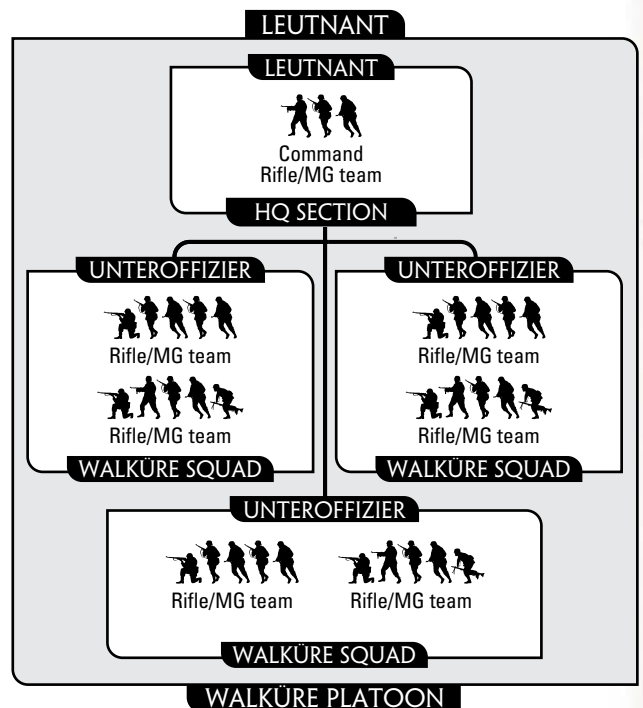 LEUTNANT
LEUTNANT
Command
Rifle/MG team
HQ SECTION
UNTEROFFIZIER
Rifle/MG team
Rifle/MG team
WALKÜRE SQUAD
UNTEROFFIZIER
Rifle/MG team
Rifle/MG team
WALKÜRE SQUAD
UNTEROFFIZIER
Rifle/MG team Rifle/MG team
WALKÜRE SQUAD
WALKÜRE PLATOON